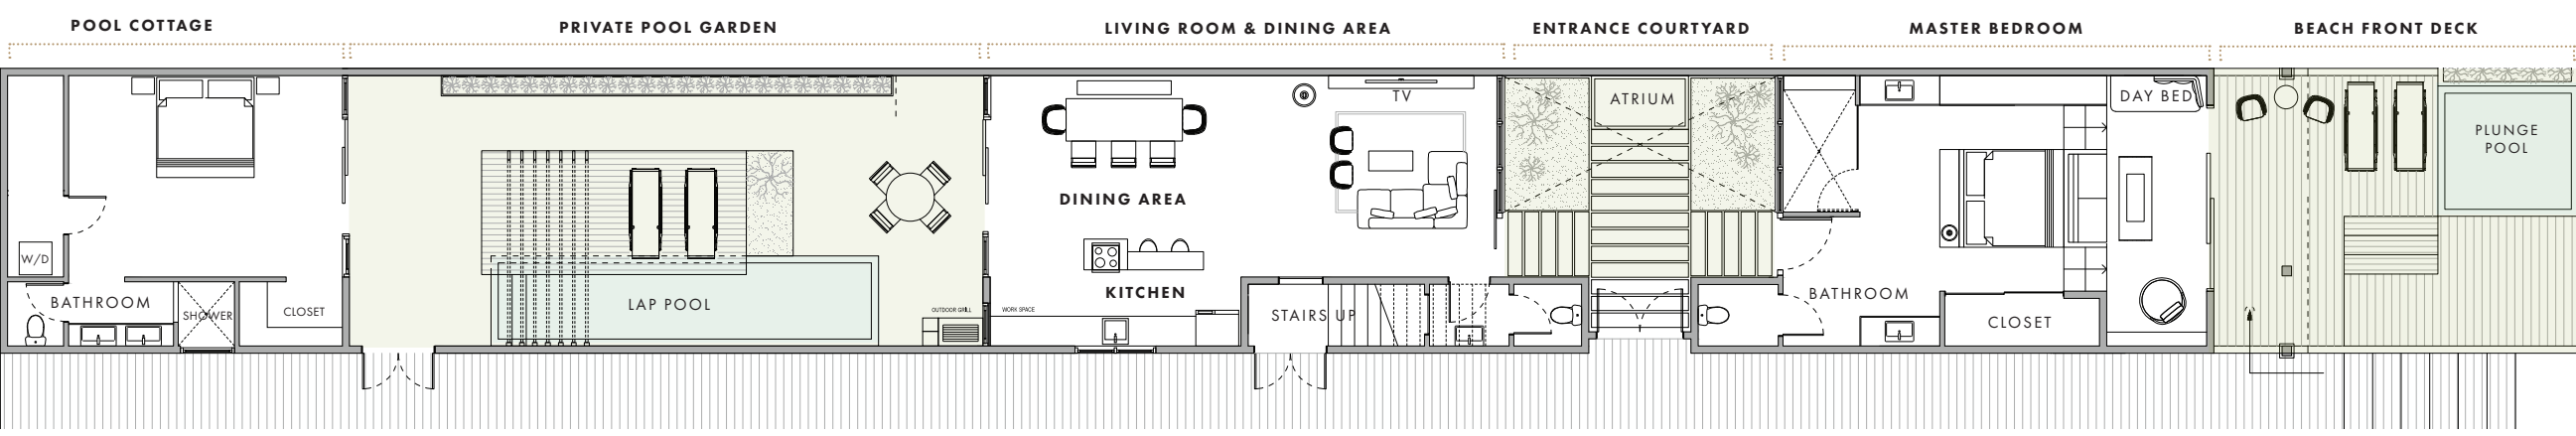 POOL COTTAGE
PRIVATE POOL GARDEN
LIVING ROOM & DINING AREA
ENTRANCE COURTYARD
MASTER BEDROOM
BEACH FRONT DECK
W/D
BATHROOM
SHOWER
CLOSET
LAP POOL
OUTDOOR GRILL
WORK SPACE
DINING AREA
KITCHEN
TV
STAIRS UP
ATRIUM
BATHROOM
CLOSET
DAY BED
PLUNGE
POOL